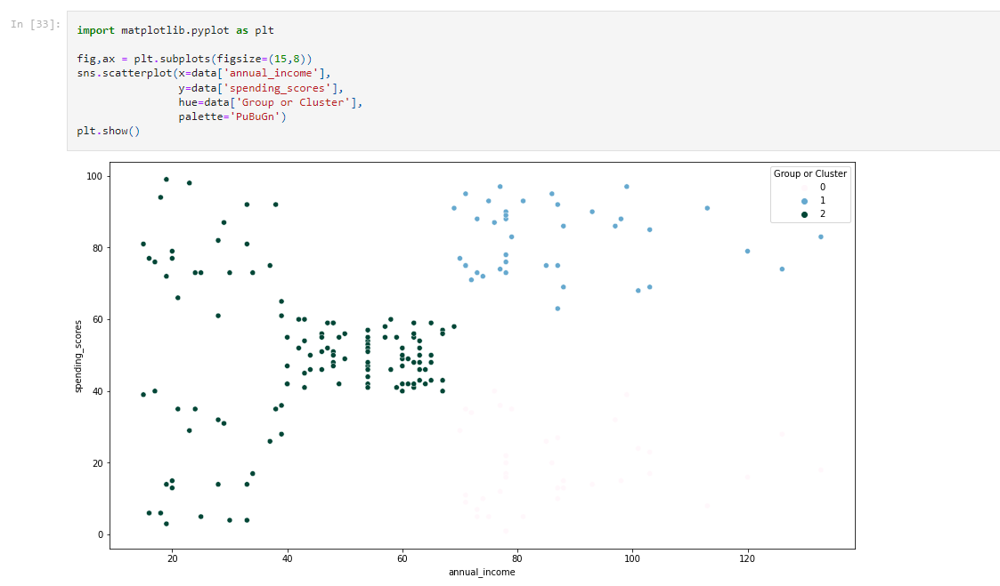 In [33]:
import matplotlib.pyplot as plt
fig,ax = plt.subplots(figsize=(15,8))
sns.scatterplot(x=data['annual_income'],
y=data['spending_scores'],
hue=data['Group or Cluster'],
palette='PuBuGn')
plt.show()
100
80
60
40
20
0
spending_scores
Group or Cluster
0
1
2
20 40 60 80 100 120
annual_income